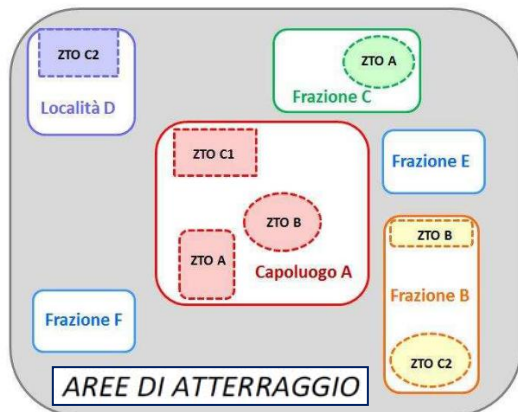 ZTO C2
Località D
ZTO A
Frazione C
ZTO C1
ZTO B
ZTO A
Capoluogo A
Frazione E
ZTO B
Frazione B
ZTO C2
Frazione F
AREE DI ATTERRAGGIO